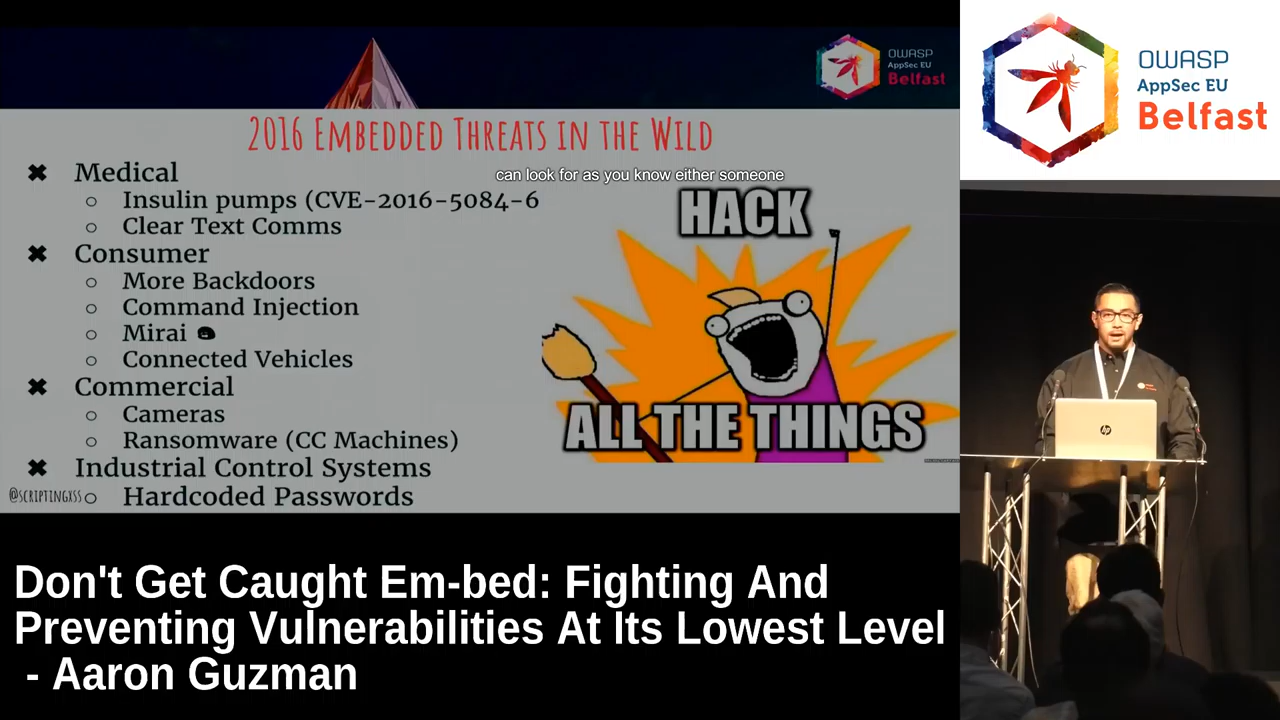 OWASP
AppSec EU
Belfast
2016 Embedded Threats in the Wild
can look for as you know either someone
✖ Medical
○ Insulin pumps (CVE-2016-5084-6
○ Clear Text Comms
✖ Consumer
○ More Backdoors
○ Command Injection
○ Mirai
○ Connected Vehicles
✖ Commercial
○ Cameras
○ Ransomware (CC Machines)
✖ Industrial Control Systems
○ Hardcoded Passwords
@scriptingxss
HACK
ALL THE THINGS
OWASP
AppSec EU
Belfast
hp
Don't Get Caught Em-bed: Fighting And
Preventing Vulnerabilities At Its Lowest Level
- Aaron Guzman